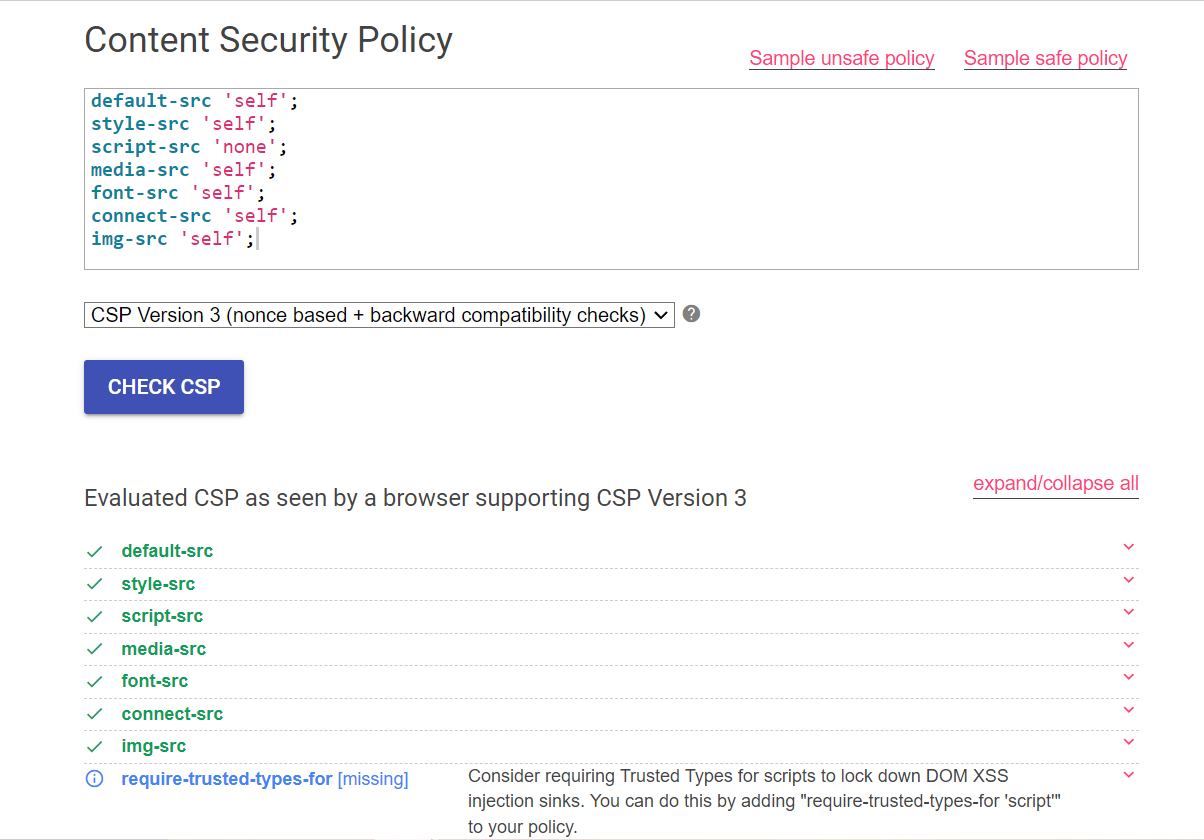 Content Security Policy
Sample unsafe policy Sample safe policy
default-src 'self';
style-src 'self';
script-src 'none';
media-src 'self';
font-src 'self';
connect-src 'self';
img-src 'self';
CSP Version 3 (nonce based + backward compatibility checks)
?
CHECK CSP
expand/collapse all
Evaluated CSP as seen by a browser supporting CSP Version 3
default-src
style-src
script-src
media-src
font-src
connect-src
img-src
require-trusted-types-for [missing]
Consider requiring Trusted Types for scripts to lock down DOM XSS
injection sinks. You can do this by adding "require-trusted-types-for 'script'"
to your policy.